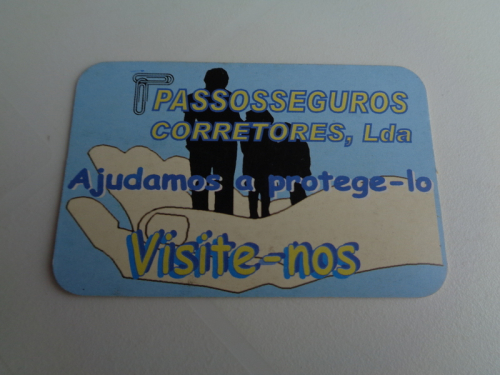 PASSOSSEGUROS
CORRETORES, Lda
Ajudamos a protege-lo
Visite-nos